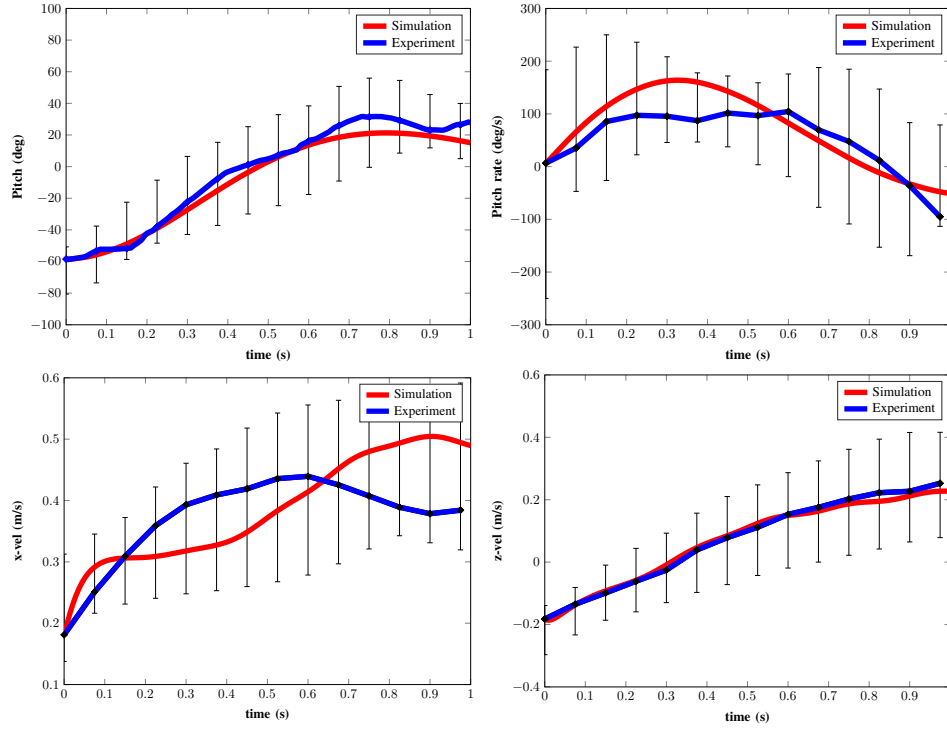 100
80
60
40
20
0
−20
−40
−60
−80
−100
Pitch (deg)
0 0.1 0.2 0.3 0.4 0.5 0.6 0.7 0.8 0.9 1
time (s)
Simulation
Experiment
300
200
100
0
−100
−200
−300
Pitch rate (deg/s)
0 0.1 0.2 0.3 0.4 0.5 0.6 0.7 0.8 0.9
time (s)
Simulation
Experiment
0.6
0.5
0.4
0.3
0.2
0.1
x-vel (m/s)
0 0.1 0.2 0.3 0.4 0.5 0.6 0.7 0.8 0.9 1
time (s)
Simulation
Experiment
0.6
0.4
0.2
0
−0.2
−0.4
z-vel (m/s)
0 0.1 0.2 0.3 0.4 0.5 0.6 0.7 0.8 0.9
time (s)
Simulation
Experiment